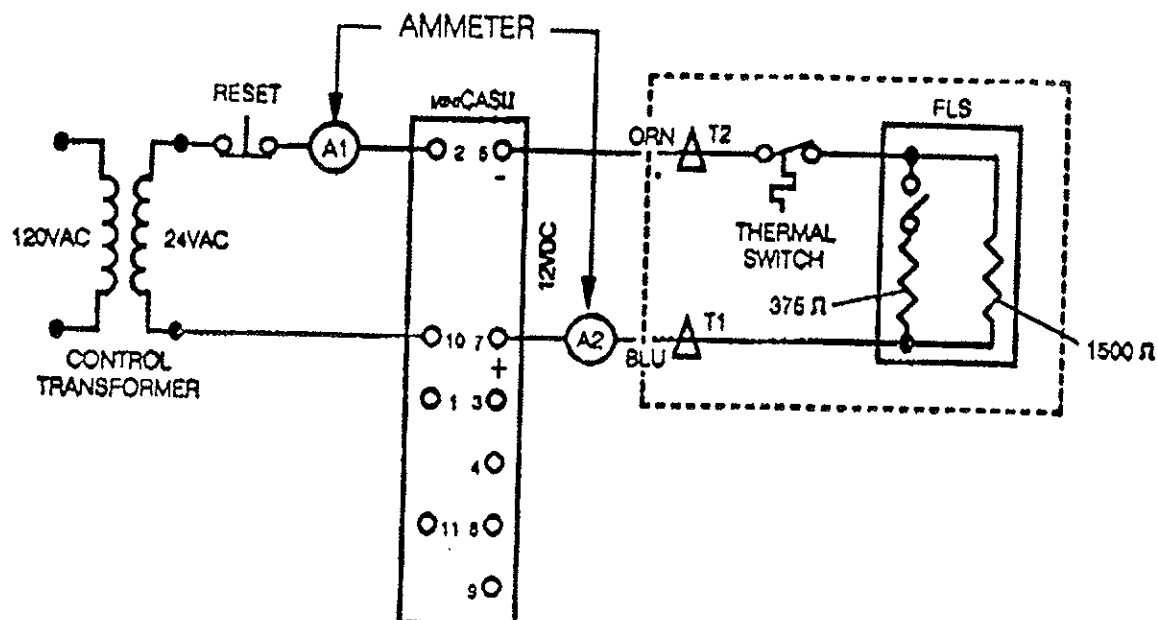 AMMETER
RESET
miniCASII
FLS
A1
2 5
-
ORN
T2
120VAC
24VAC
12VDC
THERMAL
SWITCH
375 Ω
10 7
+
A2
BLU
T1
1500 Ω
CONTROL
TRANSFORMER
1 3
4
11 8
9